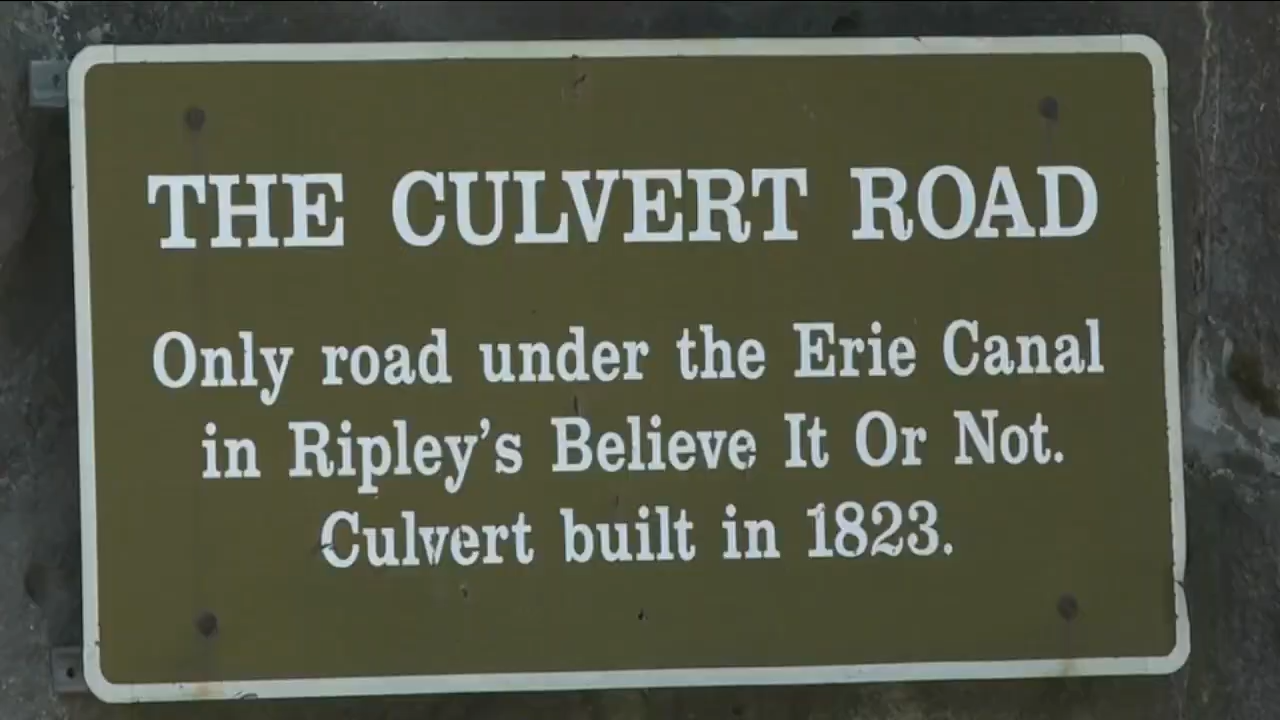 THE CULVERT ROAD
Only road under the Erie Canal
in Ripley's Believe It Or Not.
Culvert built in 1823.